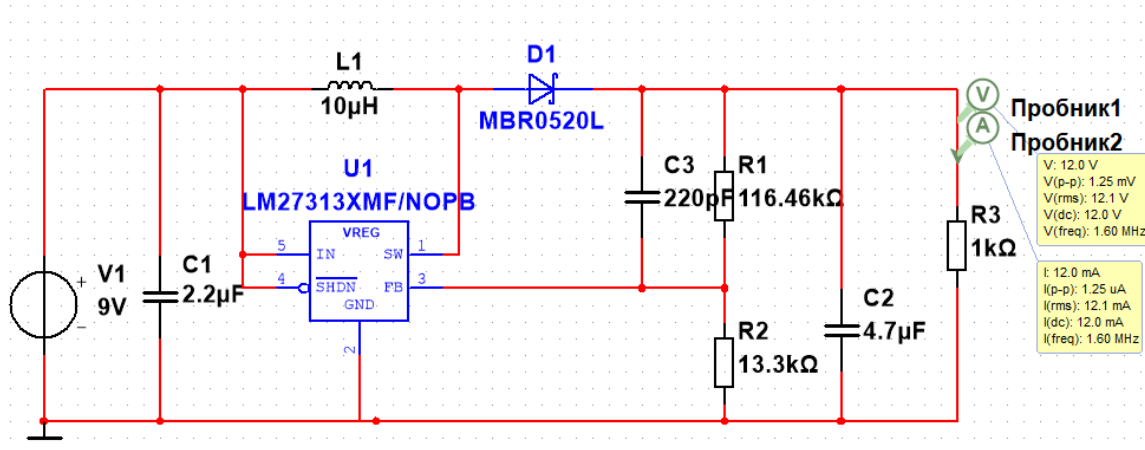 L1
10µH
D1
MBR0520L
U1
LM27313XMF/NOPB
VREG
5
IN
SW
1
4
SHDN
FB
3
GND
2
V1
+
9V
−
C1
2.2µF
C3
220pF
R1
116.46kΩ
R2
13.3kΩ
C2
4.7µF
R3
1kΩ
V
Пробник1
A
Пробник2
V: 12.0 V
V(p-p): 1.25 mV
V(rms): 12.1 V
V(dc): 12.0 V
V(freq): 1.60 MHz
I: 12.0 mA
I(p-p): 1.25 uA
I(rms): 12.1 mA
I(dc): 12.0 mA
I(freq): 1.60 MHz